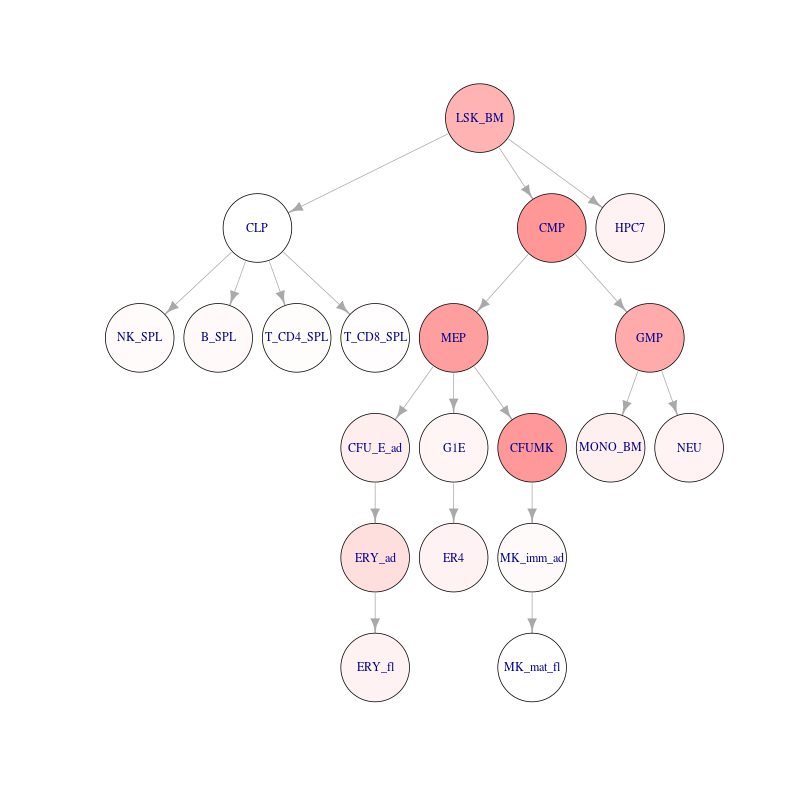 LSK_BM
CLP
CMP
HPC7
NK_SPL
B_SPL
T_CD4_SPL
T_CD8_SPL
MEP
GMP
CFU_E_ad
G1E
CFUMK
MONO_BM
NEU
ERY_ad
ER4
MK_imm_ad
ERY_fl
MK_mat_fl